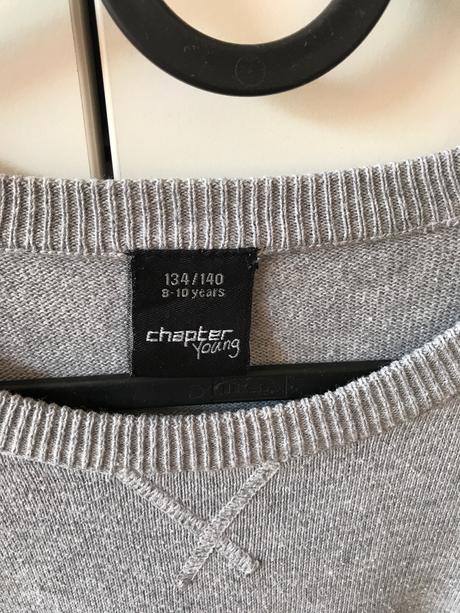 134/140
8-10 years
chapter
young